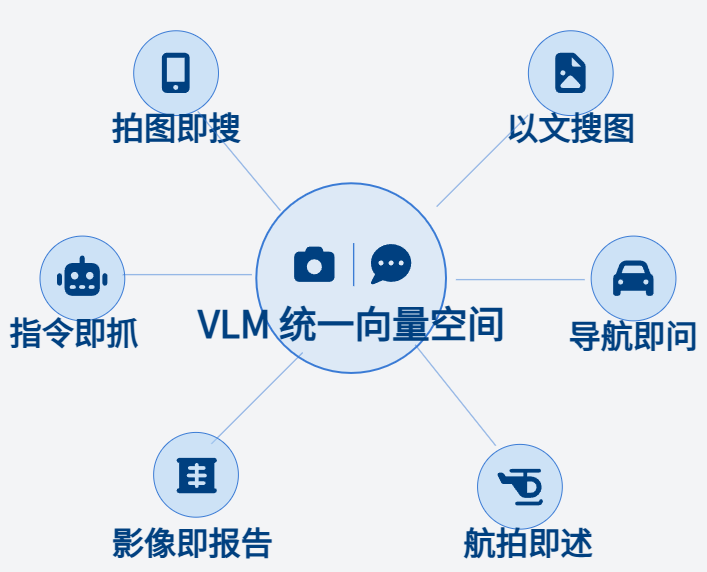 拍图即搜
以文搜图
VLM 统一向量空间
指令即抓
导航即问
影像即报告
航拍即述